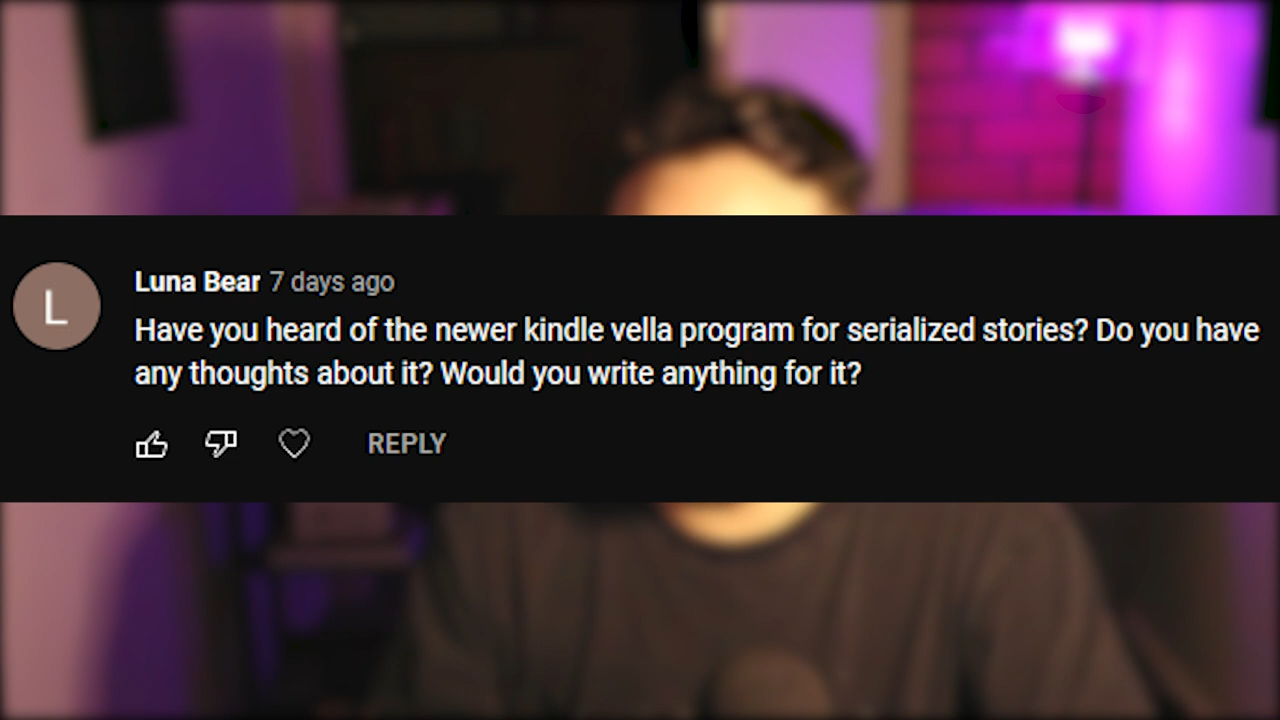 L
Luna Bear 7 days ago
Have you heard of the newer kindle vella program for serialized stories? Do you have
any thoughts about it? Would you write anything for it?
REPLY